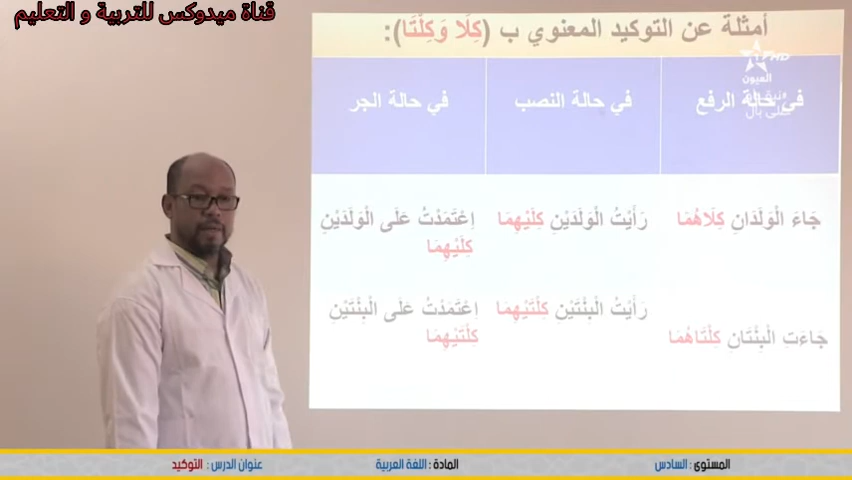 قناة ميدوكس للتربية و التعليم
أمثلة عن التوكيد المعنوي ب (كِلَا وَكِلْتَا):
العيون
في حالة الرفع
في حالة النصب
في حالة الجر
جَاءَ الْوَلَدَانِ كِلَاهُمَا
رَأَيْتُ الْوَلَدَيْنِ كِلَيْهِمَا
اِعْتَمَدْتُ عَلَى الْوَلَدَيْنِ
كِلَيْهِمَا
جَاءَتِ الْبِنْتَانِ كِلْتَاهُمَا
رَأَيْتُ الْبِنْتَيْنِ كِلْتَيْهِمَا
اِعْتَمَدْتُ عَلَى الْبِنْتَيْنِ
كِلْتَيْهِمَا
المستوى : السادس
المادة : اللغة العربية
عنوان الدرس : التوكيد